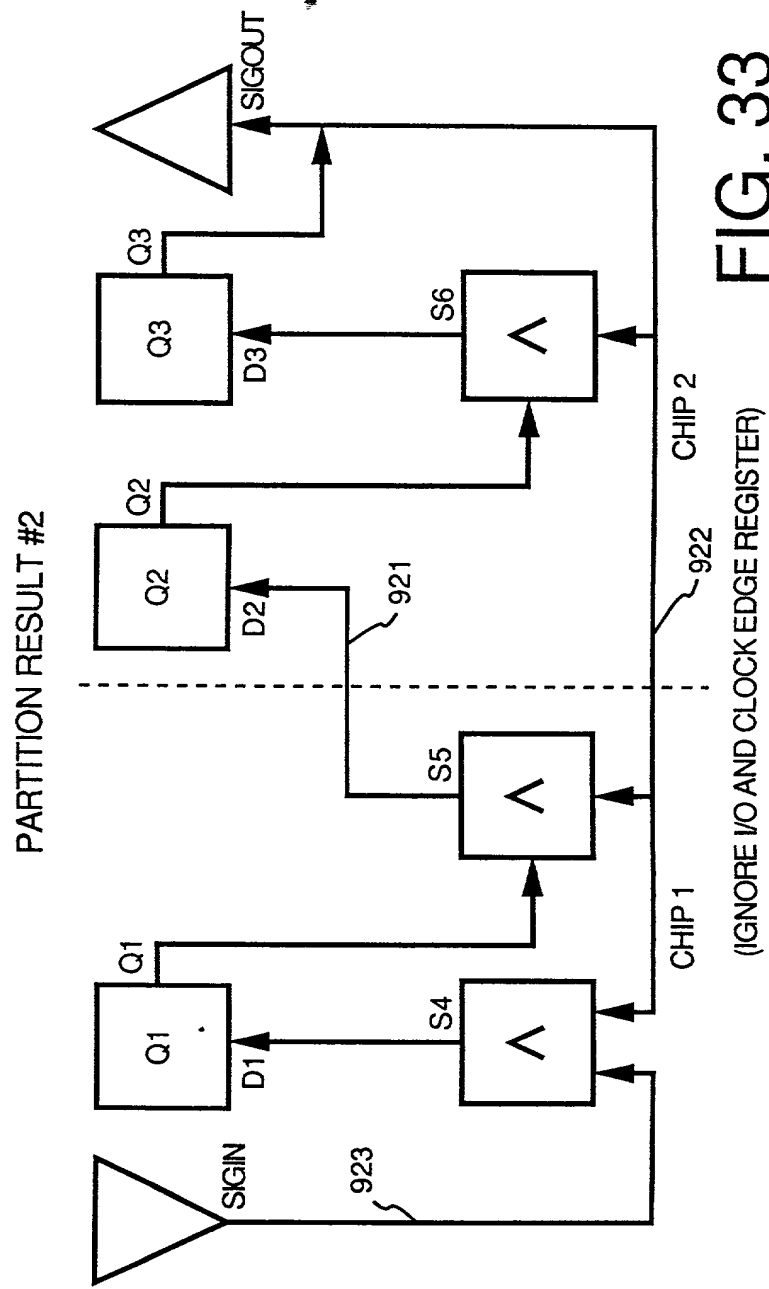 PARTITION RESULT #2
SIGIN
923
Q1
Q1
D1
S4
S5
921
Q2
Q2
D2
Q3
Q3
D3
S6
SIGOUT
CHIP 1
922
CHIP 2
(IGNORE I/O AND CLOCK EDGE REGISTER)
FIG. 33